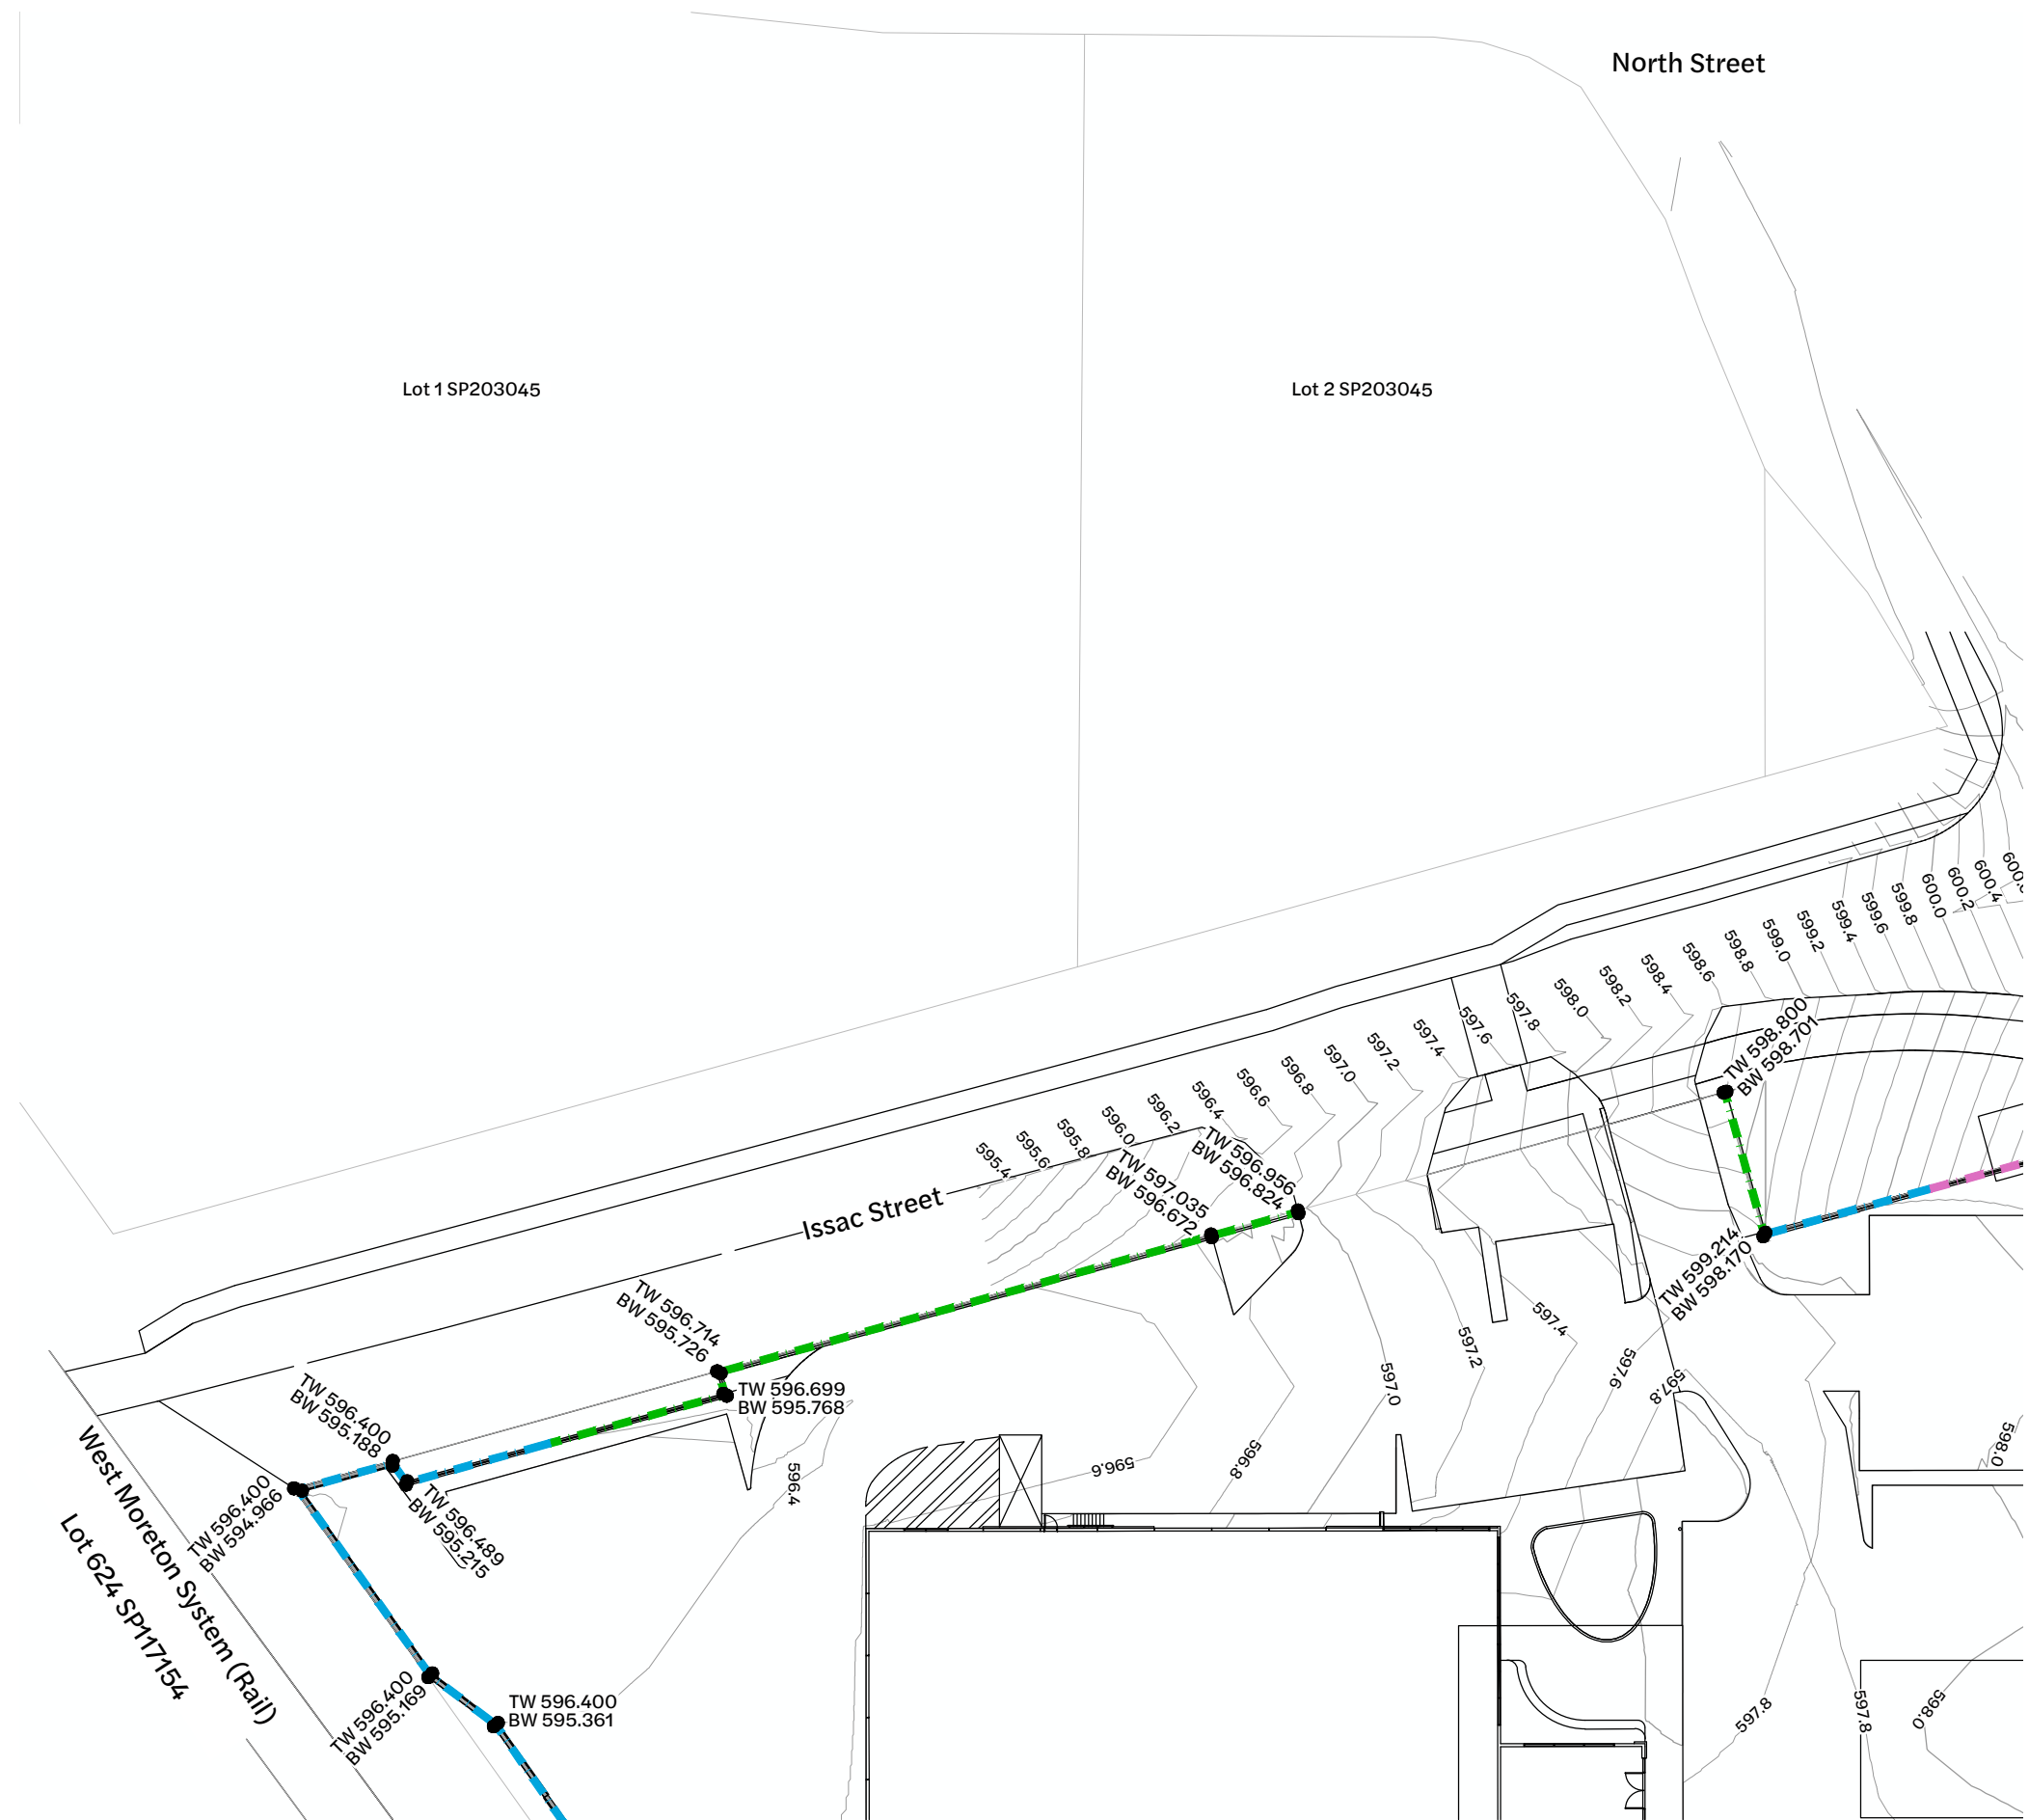 North Street
Lot 1 SP203045
Lot 2 SP203045
600.4
600.2
600.0
599.8
599.6
599.4
599.2
599.0
598.8
598.6
598.4
598.2
598.0
597.8
597.6
597.4
597.2
597.0
596.8
596.6
596.4
596.2
596.0
595.8
595.6
595.4
TW 598.800
BW 598.701
TW 596.956
BW 596.824
TW 597.035
BW 596.672
Issac Street
TW 599.214
BW 598.170
TW 596.714
BW 595.726
TW 596.699
BW 595.768
TW 596.400
BW 595.188
TW 596.489
BW 595.215
TW 596.400
BW 594.966
597.4
597.2
597.0
597.6
597.8
598.0
596.8
596.6
596.4
West Moreton System (Rail)
Lot 624 SP117154
TW 596.400
BW 595.169
TW 596.400
BW 595.361
597.8
597.8
598.0